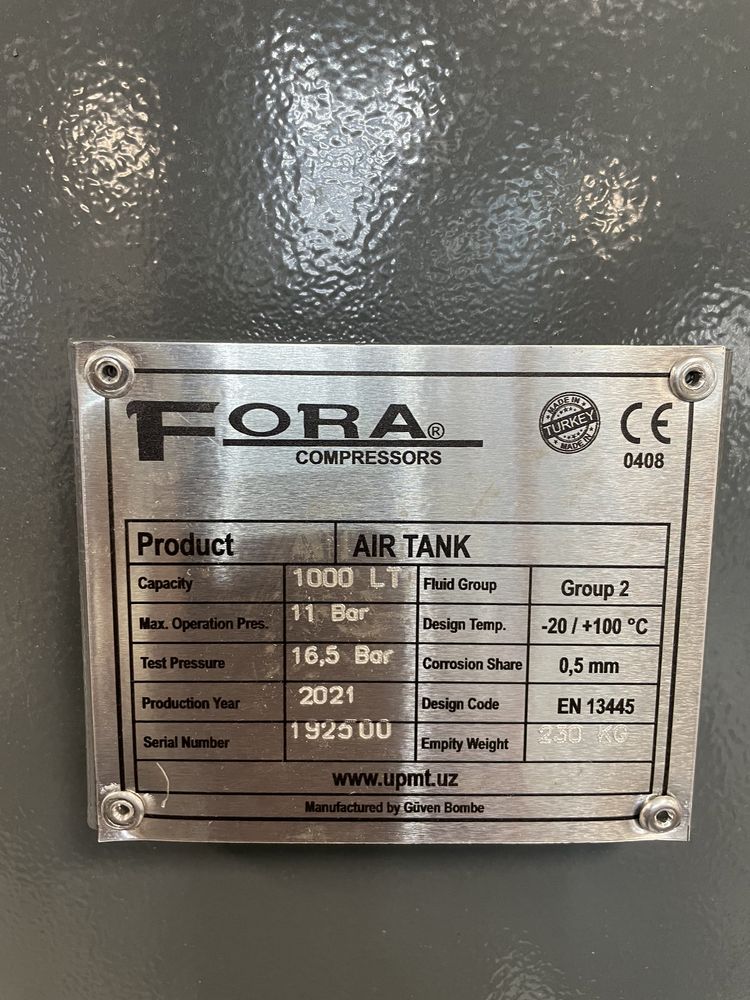 FORA®
COMPRESSORS
MADE IN
TURKEY
MADE IN
CE
0408
Product AIR TANK
Capacity 1000 LT Fluid Group Group 2
Max. Operation Pres. 11 Bar Design Temp. -20 / +100 °C
Test Pressure 16,5 Bar Corrosion Share 0,5 mm
Production Year 2021 Design Code EN 13445
Serial Number 192500 Empity Weight 230 KG
www.upmt.uz
Manufactured by Güven Bombe